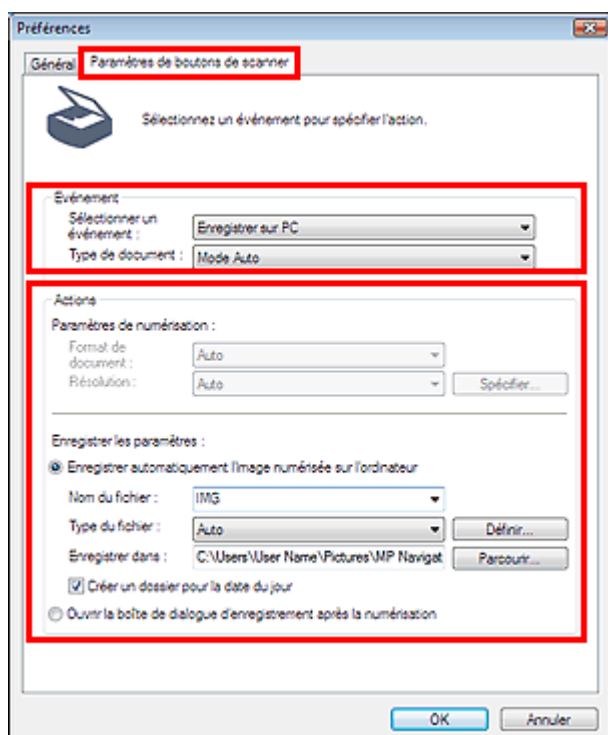 Préférences
Général Paramètres de boutons de scanner
Sélectionnez un événement pour spécifier l'action.
Evénement
Sélectionner un
événement :
Enregistrer sur PC
Type de document :
Mode Auto
Actions
Paramètres de numérisation :
Format de
document :
Auto
Résolution :
Auto
Spécifier...
Enregistrer les paramètres :
Enregistrer automatiquement l'image numérisée sur l'ordinateur
Nom du fichier :
IMG
Type du fichier :
Auto
Définir...
Enregistrer dans :
C:\Users\User Name\Pictures\MP Navigat
Parcourir...
Créer un dossier pour la date du jour
Ouvrir la boîte de dialogue d'enregistrement après la numérisation
OK
Annuler